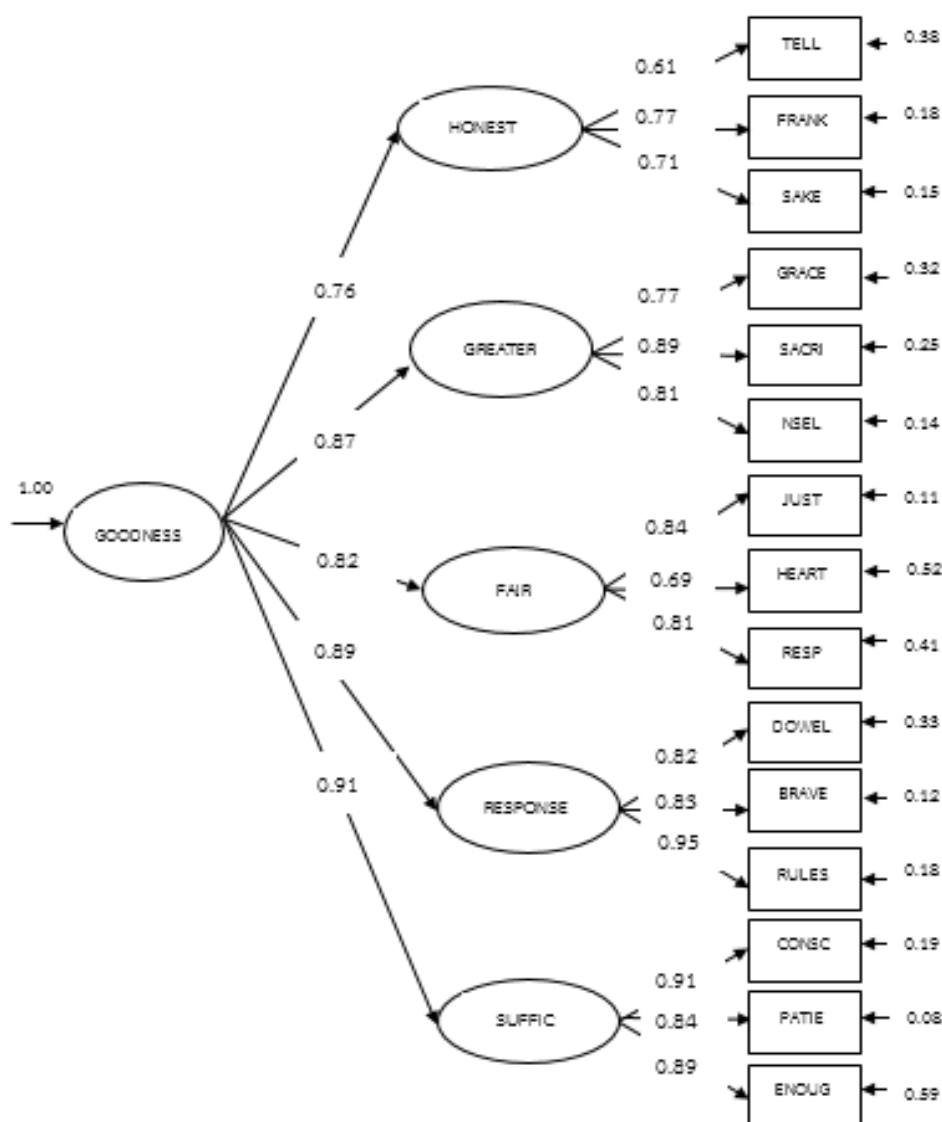 TELL
0.38
0.61
FRANK
0.18
HONEST
0.77
0.71
SAKE
0.15
GRACE
0.32
0.76
0.77
GREATER
0.89
SACRI
0.25
0.81
NSEL
0.14
0.87
1.00
JUST
0.11
0.84
GOODNESS
0.82
0.69
HEART
0.52
FAIR
0.81
RESP
0.41
0.89
DOWEL
0.33
0.82
0.91
BRAVE
0.12
RESPONSE
0.83
0.95
RULES
0.18
CONSC
0.19
0.91
SUFFIC
0.84
PATIE
0.08
0.89
ENOUG
0.59